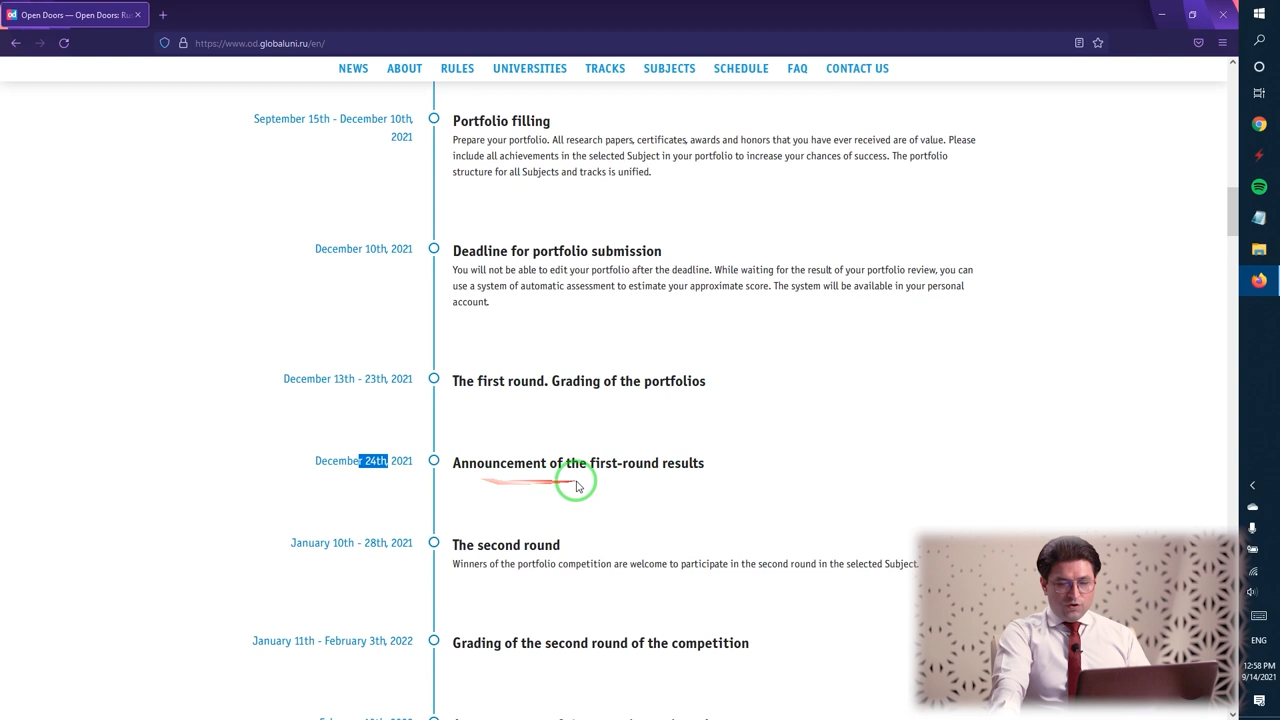 Open Doors — Open Doors: Ru
https://www.od.globaluni.ru/en/
NEWS ABOUT RULES UNIVERSITIES TRACKS SUBJECTS SCHEDULE FAQ CONTACT US
September 15th - December 10th,
2021
Portfolio filling
Prepare your portfolio. All research papers, certificates, awards and honors that you have ever received are of value. Please
include all achievements in the selected Subject in your portfolio to increase your chances of success. The portfolio
structure for all Subjects and tracks is unified.
December 10th, 2021
Deadline for portfolio submission
You will not be able to edit your portfolio after the deadline. While waiting for the result of your portfolio review, you can
use a system of automatic assessment to estimate your approximate score. The system will be available in your personal
account.
December 13th - 23th, 2021
The first round. Grading of the portfolios
December 24th, 2021
Announcement of the first-round results
January 10th - 28th, 2021
The second round
Winners of the portfolio competition are welcome to participate in the second round in the selected Subject.
January 11th - February 3th, 2022
Grading of the second round of the competition
ENG
12:58 PM
9/14/2021